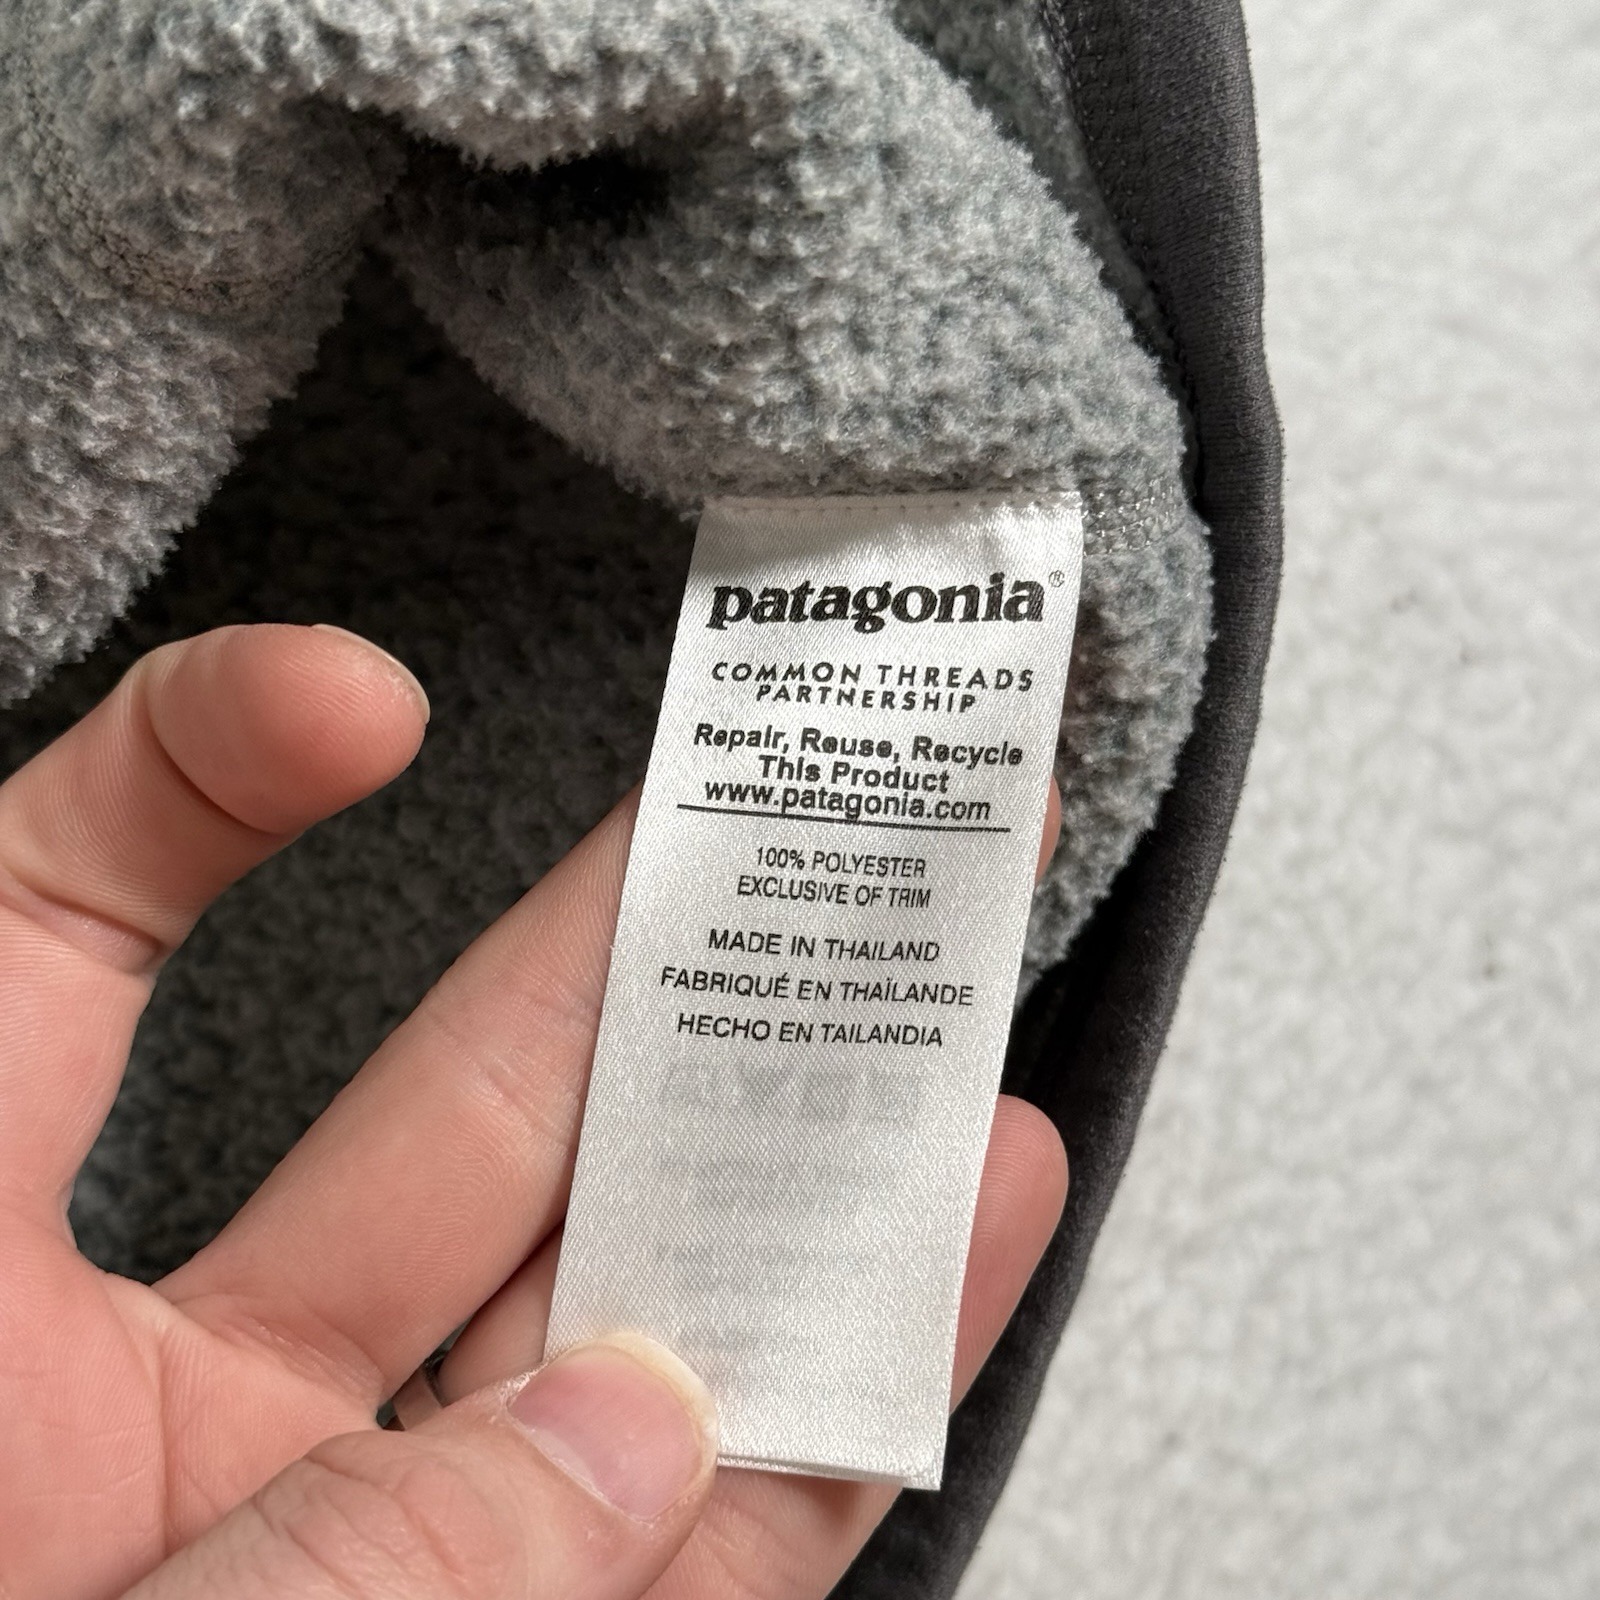 patagonia®
COMMON THREADS
PARTNERSHIP
Repair, Reuse, Recycle
This Product
www.patagonia.com
100% POLYESTER
EXCLUSIVE OF TRIM
MADE IN THAILAND
FABRIQUÉ EN THAÏLANDE
HECHO EN TAILANDIA